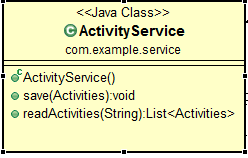 <<Java Class>>
ActivityService
com.example.service
ActivityService()
save(Activities):void
readActivities(String):List<Activities>